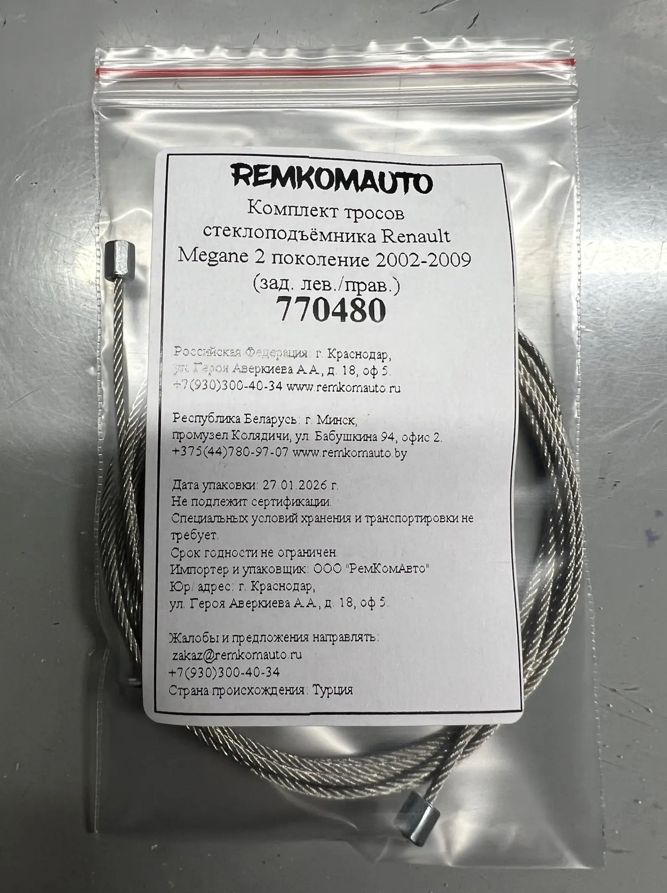 REMKOMAUTO
Комплект тросов
стеклоподъёмника Renault
Megane 2 поколение 2002-2009
(зад. лев./прав.)
770480
Российская Федерация: г. Краснодар,
ул. Героя Аверкиева А.А., д. 18, оф 5.
+7(930)300-40-34 www.remkomauto.ru
Республика Беларусь: г. Минск,
промузел Колядичи, ул. Бабушкина 94, офис 2.
+375(44)780-97-07 www.remkomauto.by
Дата упаковки: 27.01.2026 г.
Не подлежит сертификации.
Специальных условий хранения и транспортировки не
требует.
Срок годности не ограничен.
Импортер и упаковщик: ООО "РемКомАвто"
Юр/адрес: г. Краснодар,
ул. Героя Аверкиева А.А., д. 18, оф 5.
Жалобы и предложения направлять:
zakaz@remkomauto.ru
+7(930)300-40-34
Страна происхождения: Турция